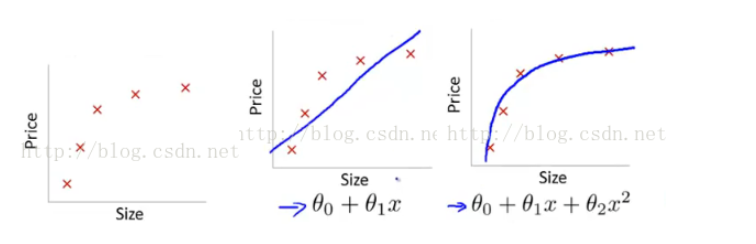 Price
Size
http://blog.csdn.net
Price
Size
→ θ₀ + θ₁x
http://blog.csdn.ne
Price
Size
→ θ₀ + θ₁x + θ₂x²
http://blog.csdn.net